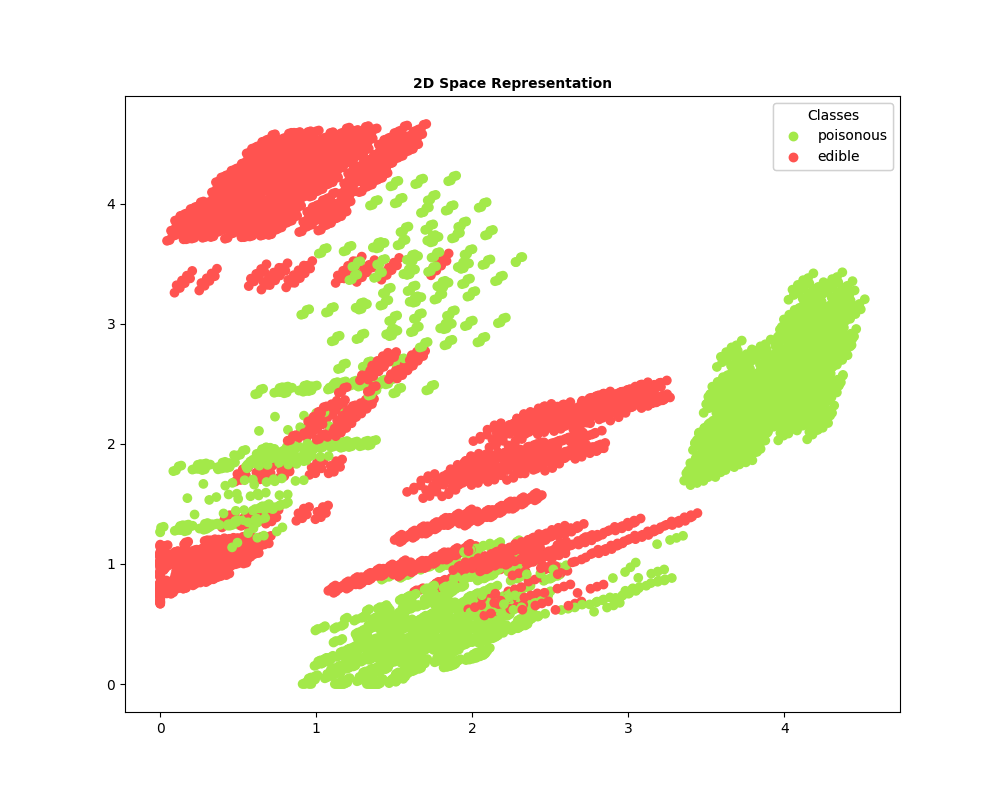 2D Space Representation
Classes
poisonous
edible
4
3
2
1
0
0 1 2 3 4